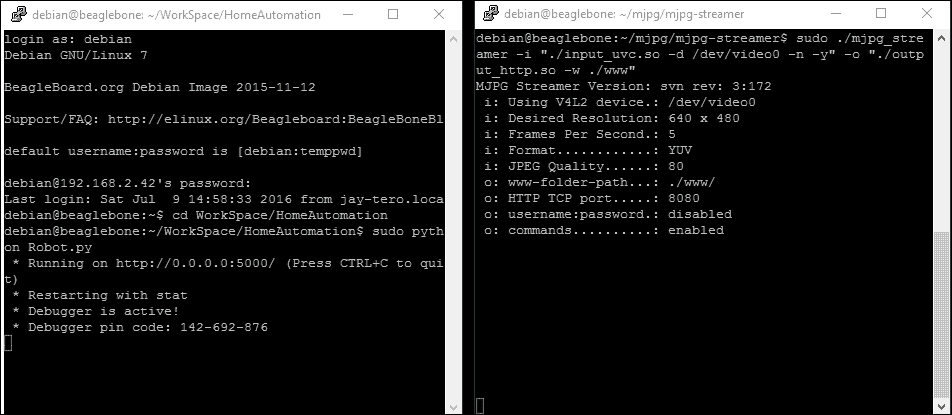 debian@beaglebone: ~/WorkSpace/HomeAutomation
login as: debian
Debian GNU/Linux 7
BeagleBoard.org Debian Image 2015-11-12
Support/FAQ: http://elinux.org/Beagleboard:BeagleBoneBl
default username:password is [debian:temppwd]
debian@192.168.2.42's password:
Last login: Sat Jul  9 14:58:33 2016 from jay-tero.loca
debian@beaglebone:~$ cd WorkSpace/HomeAutomation
debian@beaglebone:~/WorkSpace/HomeAutomation$ sudo pyth
on Robot.py
 * Running on http://0.0.0.0:5000/ (Press CTRL+C to qui
t)
 * Restarting with stat
 * Debugger is active!
 * Debugger pin code: 142-692-876
debian@beaglebone: ~/mjpg/mjpg-streamer
debian@beaglebone:~/mjpg/mjpg-streamer$ sudo ./mjpg_stre
amer -i "./input_uvc.so -d /dev/video0 -n -y" -o "./outp
ut_http.so -w ./www"
MJPG Streamer Version: svn rev: 3:172
 i: Using V4L2 device.: /dev/video0
 i: Desired Resolution: 640 x 480
 i: Frames Per Second.: 5
 i: Format............: YUV
 i: JPEG Quality......: 80
 o: www-folder-path...: ./www/
 o: HTTP TCP port.....: 8080
 o: username:password.: disabled
 o: commands..........: enabled